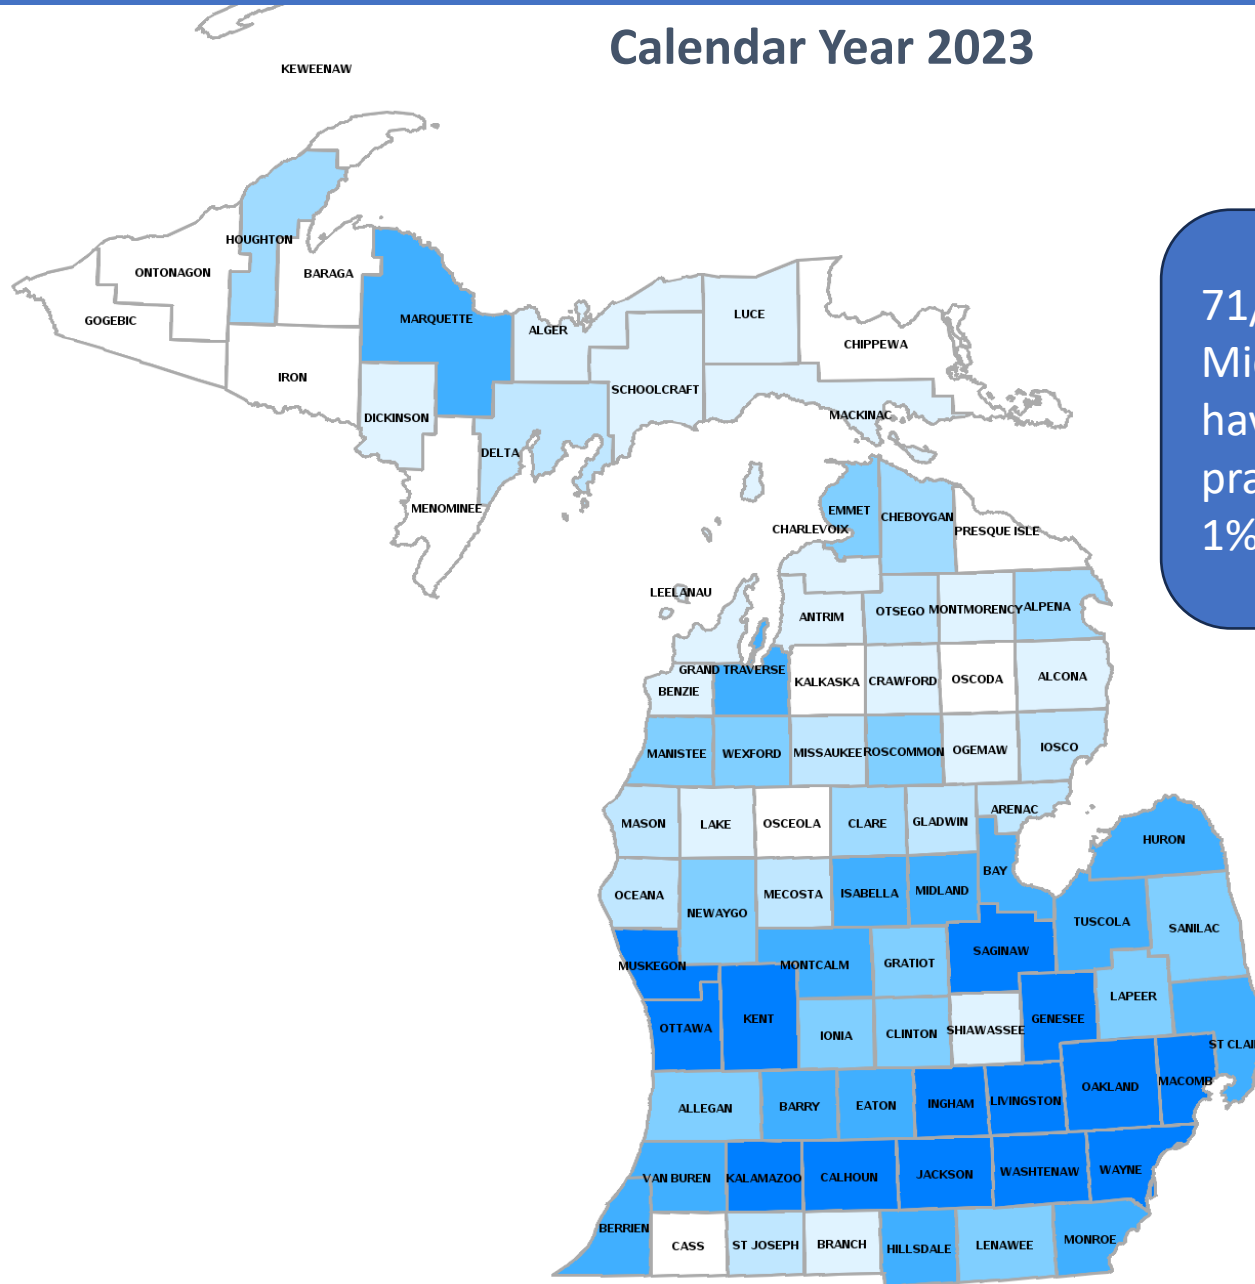 Calendar Year 2023
KEWEENAW
HOUGHTON
ONTONAGON
BARAGA
GOGEBIC
MARQUETTE
ALGER
LUCE
CHIPPEWA
IRON
SCHOOLCRAFT
DICKINSON
MACKINAC
DELTA
MENOMINEE
71/
1%
EMMET
CHEBOYGAN
CHARLEVOIX
PRESQUE ISLE
LEELANAU
ANTRIM
OTSEGO
MONTMORENCY
ALPENA
GRAND TRAVERSE
BENZIE
KALKASKA
CRAWFORD
OSCODA
ALCONA
MANISTEE
WEXFORD
MISSAUKEE
ROSCOMMON
OGEMAW
IOSCO
MASON
LAKE
OSCEOLA
CLARE
GLADWIN
ARENAC
HURON
BAY
OCEANA
NEWAYGO
MECOSTA
ISABELLA
MIDLAND
TUSCOLA
SANILAC
MUSKEGON
MONTCALM
GRATIOT
SAGINAW
LAPEER
OTTAWA
KENT
IONIA
CLINTON
SHIAWASSEE
GENESEE
ST CLAI
ALLEGAN
BARRY
EATON
INGHAM
LIVINGSTON
OAKLAND
MACOMB
VAN BUREN
KALAMAZOO
CALHOUN
JACKSON
WASHTENAW
WAYNE
BERRIEN
CASS
ST JOSEPH
BRANCH
HILLSDALE
LENAWEE
MONROE